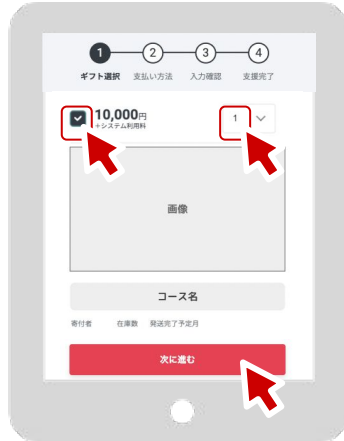 1 2 3 4
ギフト選択 支払い方法 入力確認 支援完了
10,000円 1
+システム利用料
画像
コース名
寄付者 在庫数 発送完了予定月
次に進む